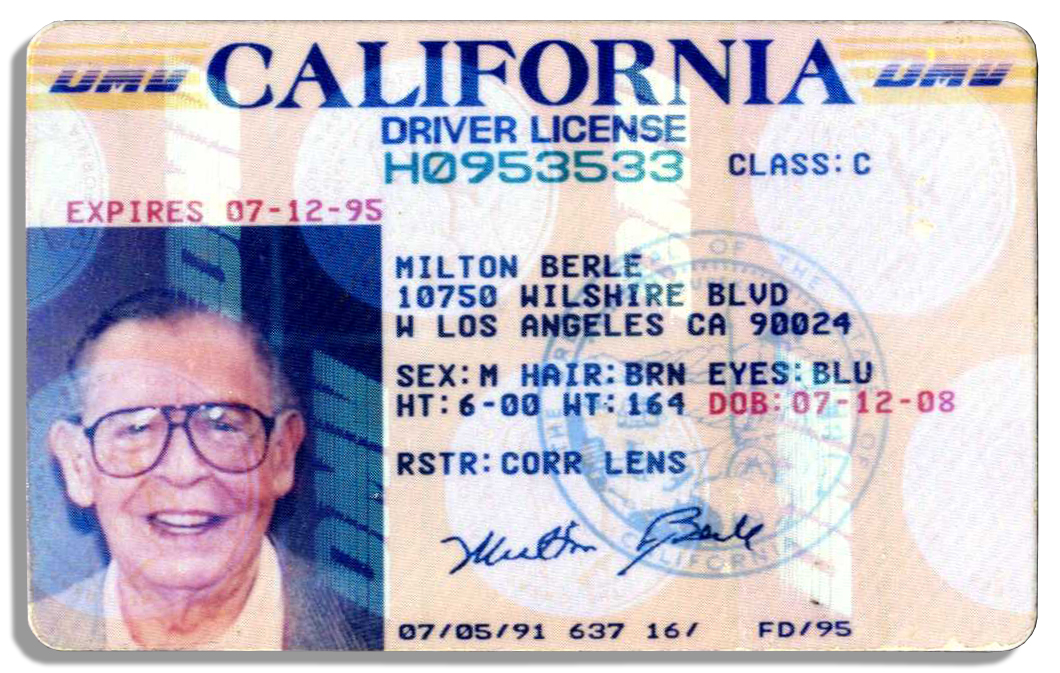 DMV CALIFORNIA DMV
DRIVER LICENSE
H0953533 CLASS: C
EXPIRES 07-12-95
MILTON BERLE
10750 WILSHIRE BLVD
W LOS ANGELES CA 90024
SEX:M HAIR:BRN EYES:BLU
HT:6-00 WT:164 DOB:07-12-08
RSTR:CORR LENS
Milton Berle
07/05/91 637 16/ FD/95